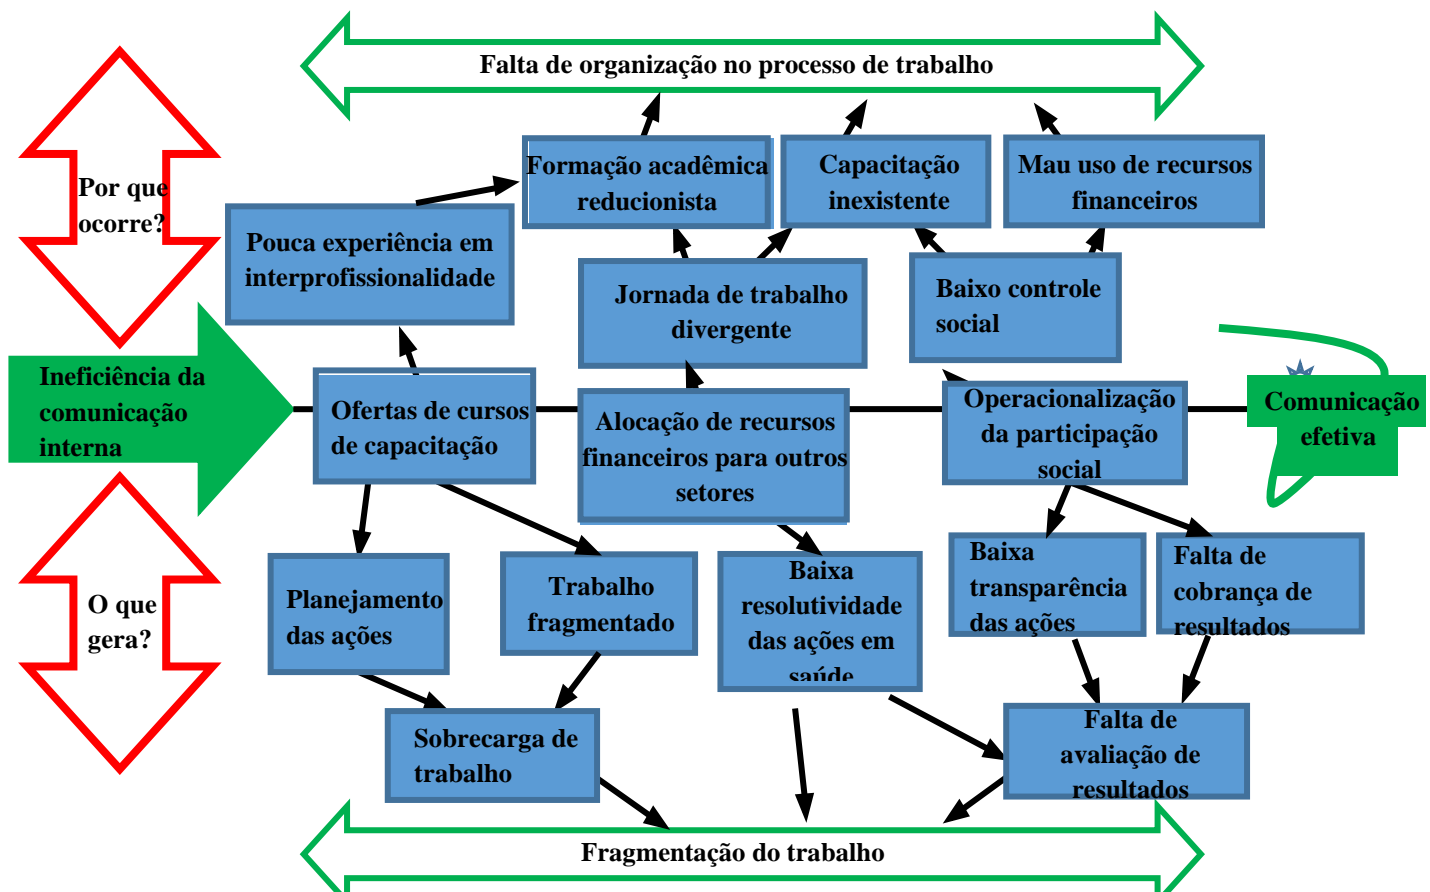 Falta de organização no processo de trabalho
Por que
ocorre?
Formação acadêmica
reducionista
Capacitação
inexistente
Mau uso de recursos
financeiros
Pouca experiência em
interprofissionalidade
Jornada de trabalho
divergente
Baixo controle
social
Ineficiência da
comunicação
interna
Ofertas de cursos
de capacitação
Alocação de recursos
financeiros para outros
setores
Operacionalização
da participação
social
Comunicação
efetiva
O que
gera?
Planejamento
das ações
Trabalho
fragmentado
Baixa
resolutividade
das ações em
saúde
Baixa
transparência
das ações
Falta de
cobrança de
resultados
Sobrecarga de
trabalho
Falta de
avaliação de
resultados
Fragmentação do trabalho